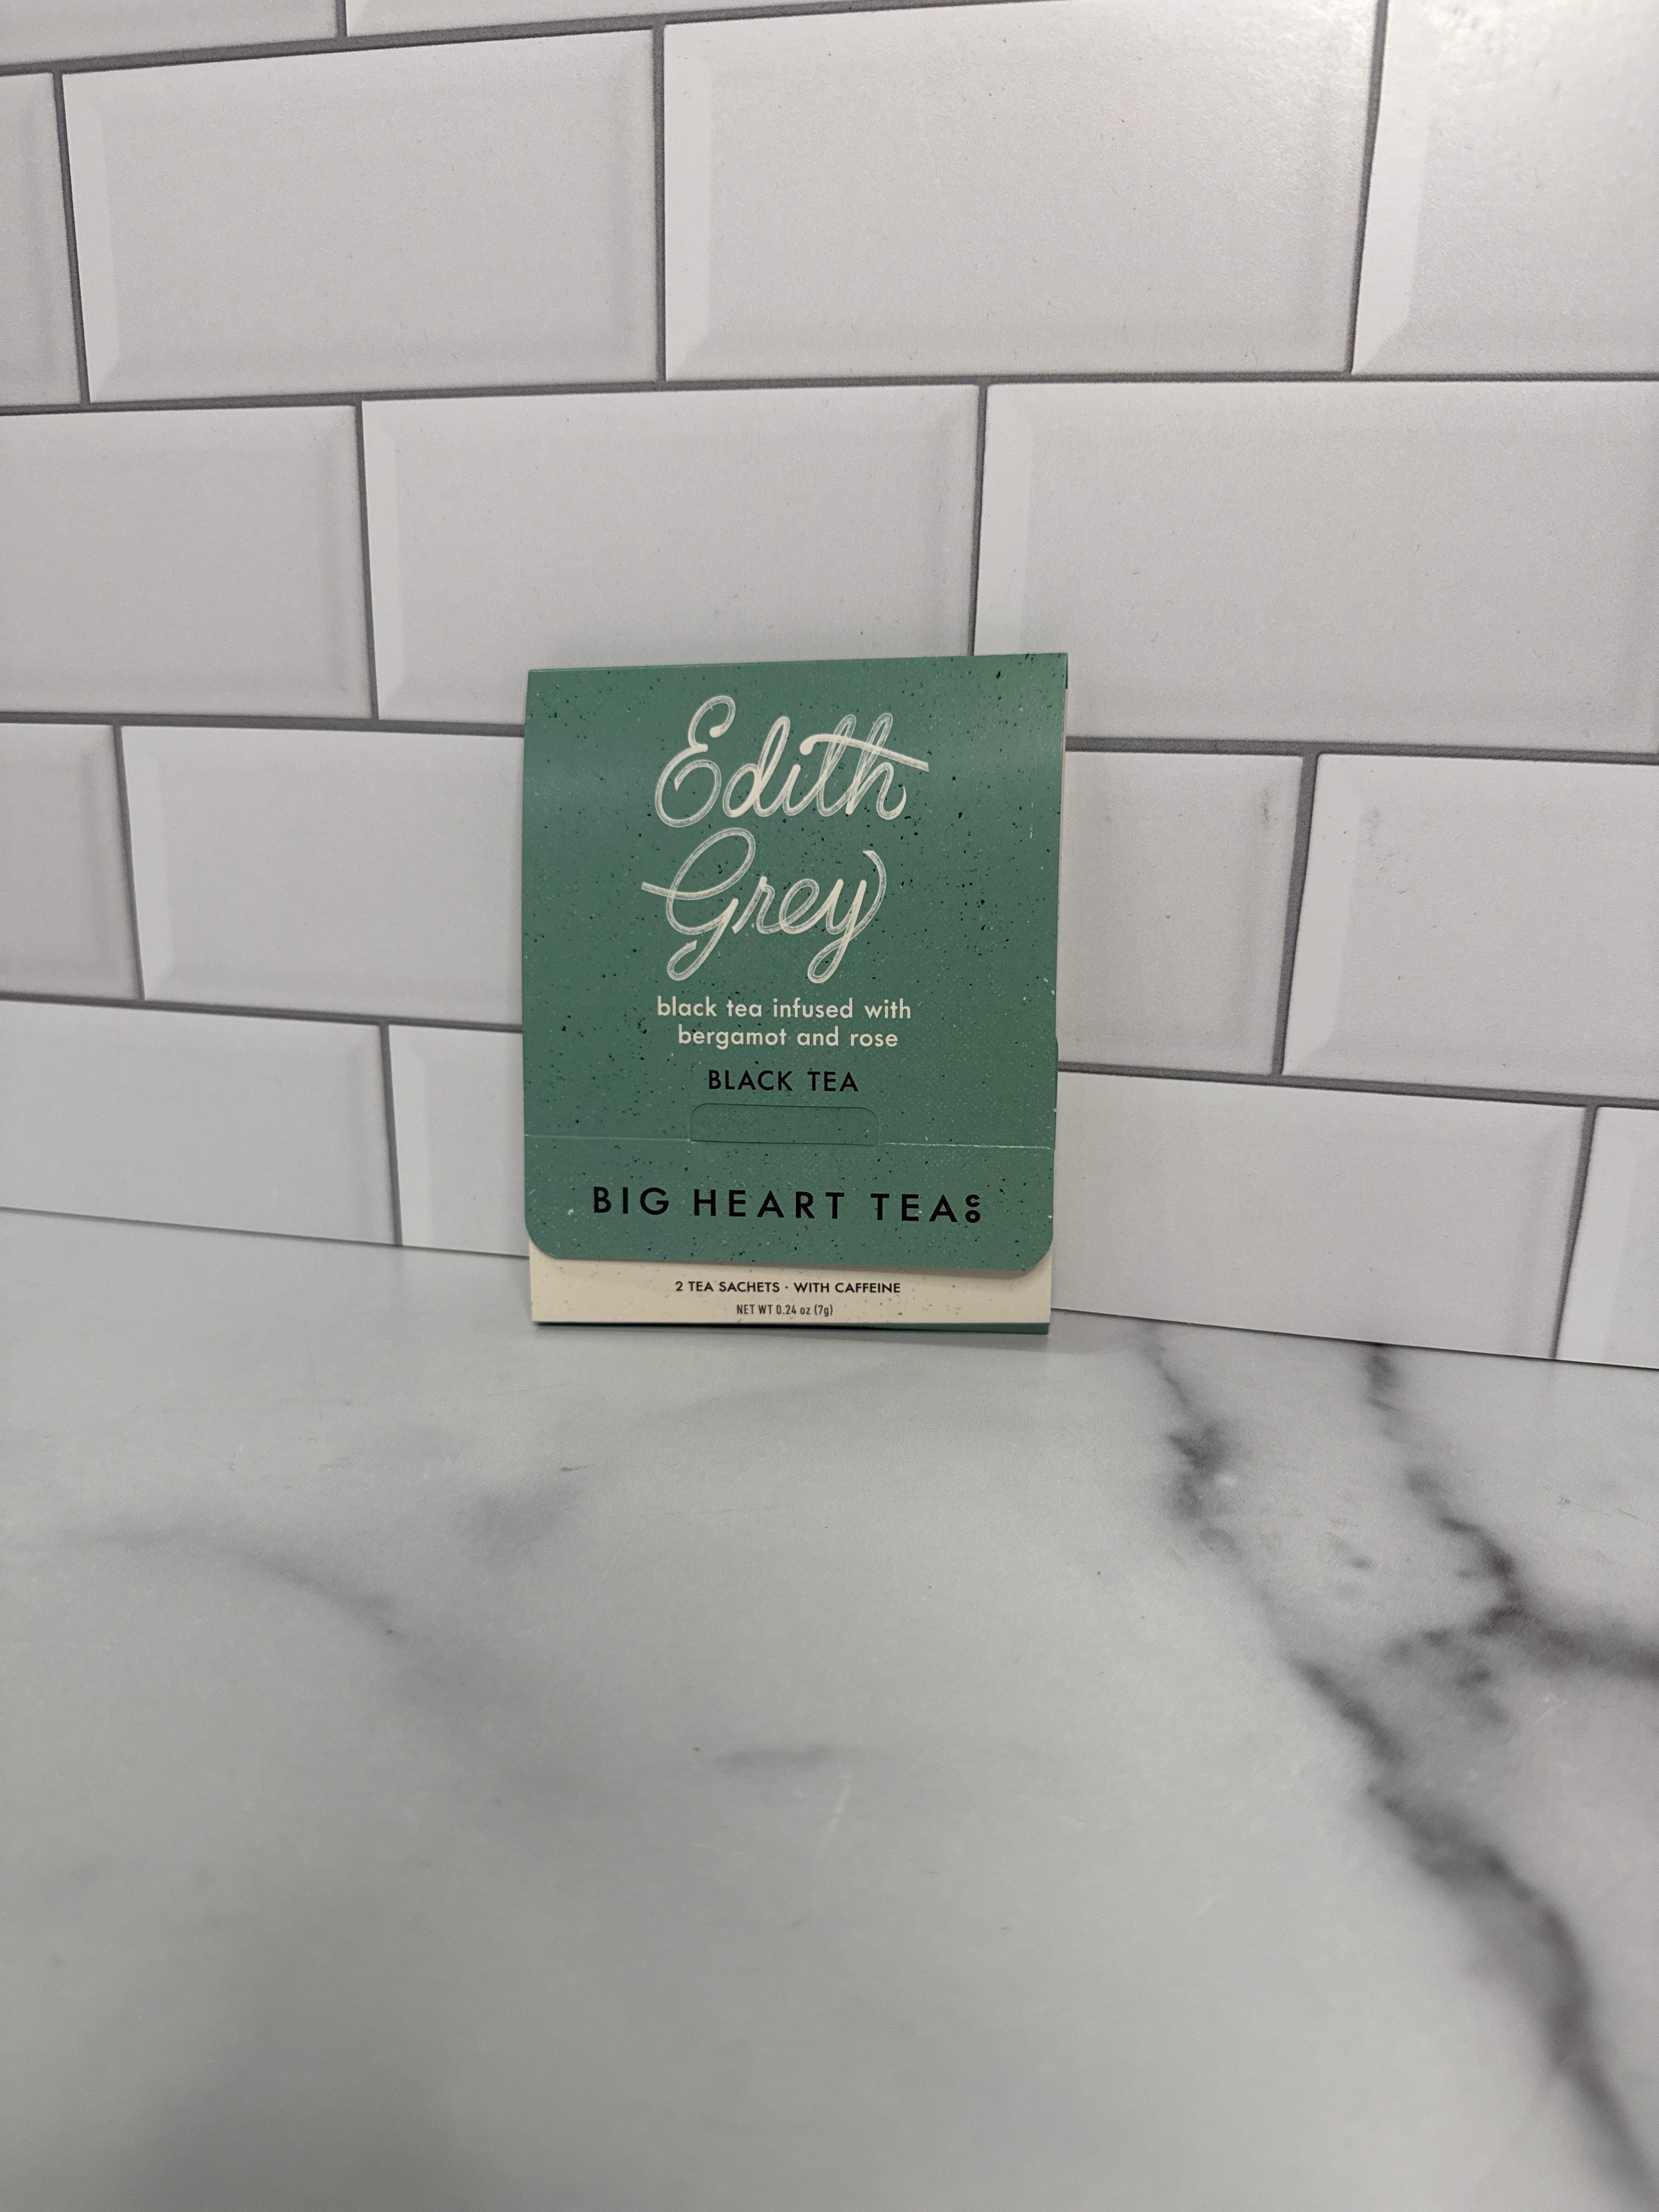 Edith
Grey
black tea infused with
bergamot and rose
BLACK TEA
BIG HEART TEA CO
2 TEA SACHETS · WITH CAFFEINE
NET WT 0.24 oz (7g)